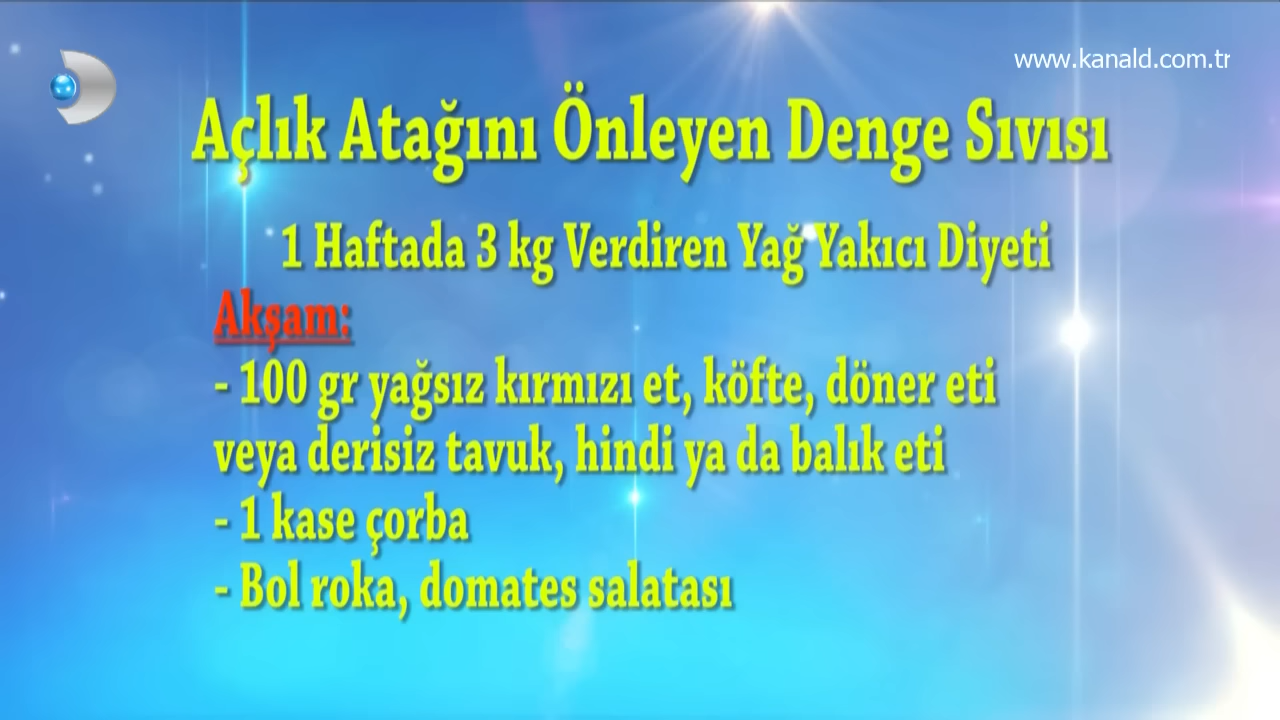 www.kanald.com.tr
Açlık Atağını Önleyen Denge Sıvısı
1 Haftada 3 kg Verdiren Yağ Yakıcı Diyeti
Akşam:
- 100 gr yağsız kırmızı et, köfte, döner eti
veya derisiz tavuk, hindi ya da balık eti
- 1 kase çorba
- Bol roka, domates salatası